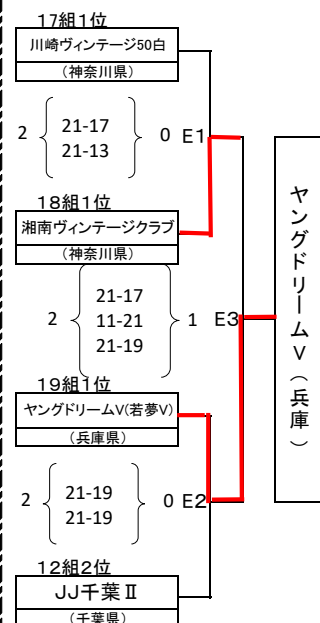 17組1位
川崎ヴィンテージ50白
(神奈川県)
2 21-17 0 E1
21-13
18組1位
湘南ヴィンテージクラブ
(神奈川県)
21-17
2 11-21 1 E3
21-19
19組1位
ヤングドリームV(若夢V)
(兵庫県)
2 21-19 0 E2
21-19
12組2位
JJ千葉Ⅱ
(千葉県)
ヤングドリームV(兵庫)